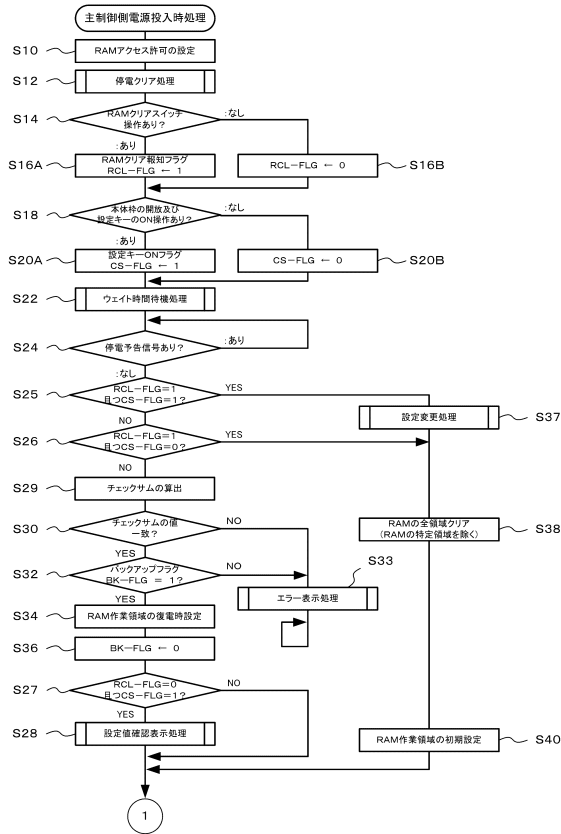 主制御側電源投入時処理
S10
RAMアクセス許可の設定
S12
停電クリア処理
S14
RAMクリアスイッチ
操作あり?
:なし
:あり
S16A
RAMクリア報知フラグ
RCL-FLG ← 1
RCL-FLG ← 0
S16B
S18
本体枠の開放及び
設定キーのON操作あり?
:なし
:あり
S20A
設定キーONフラグ
CS-FLG ← 1
CS-FLG ← 0
S20B
S22
ウェイト時間待機処理
S24
停電予告信号あり?
:あり
:なし
S25
RCL-FLG=1
且つCS-FLG=1?
YES
NO
設定変更処理
S37
S26
RCL-FLG=1
且つCS-FLG=0?
YES
NO
S29
チェックサムの算出
S30
チェックサムの値
一致?
NO
YES
RAMの全領域クリア
(RAMの特定領域を除く)
S38
S32
バックアップフラグ
BK-FLG = 1?
NO
YES
S33
エラー表示処理
S34
RAM作業領域の復電時設定
S36
BK-FLG ← 0
S27
RCL-FLG=0
且つCS-FLG=1?
NO
YES
S28
設定値確認表示処理
RAM作業領域の初期設定
S40
1